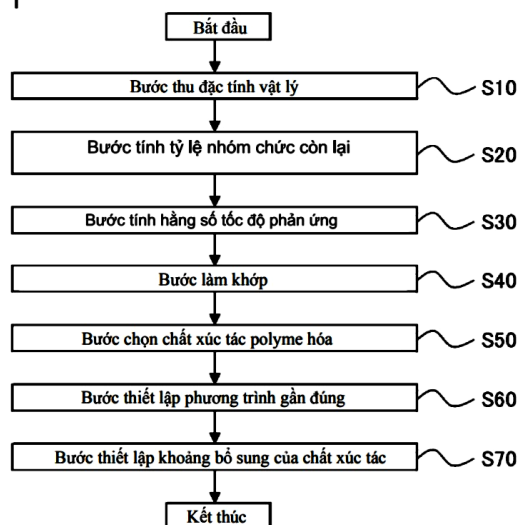 Bắt đầu
Bước thu đặc tính vật lý
S10
Bước tính tỷ lệ nhóm chức còn lại
S20
Bước tính hằng số tốc độ phản ứng
S30
Bước làm khớp
S40
Bước chọn chất xúc tác polyme hóa
S50
Bước thiết lập phương trình gần đúng
S60
Bước thiết lập khoảng bổ sung của chất xúc tác
S70
Kết thúc